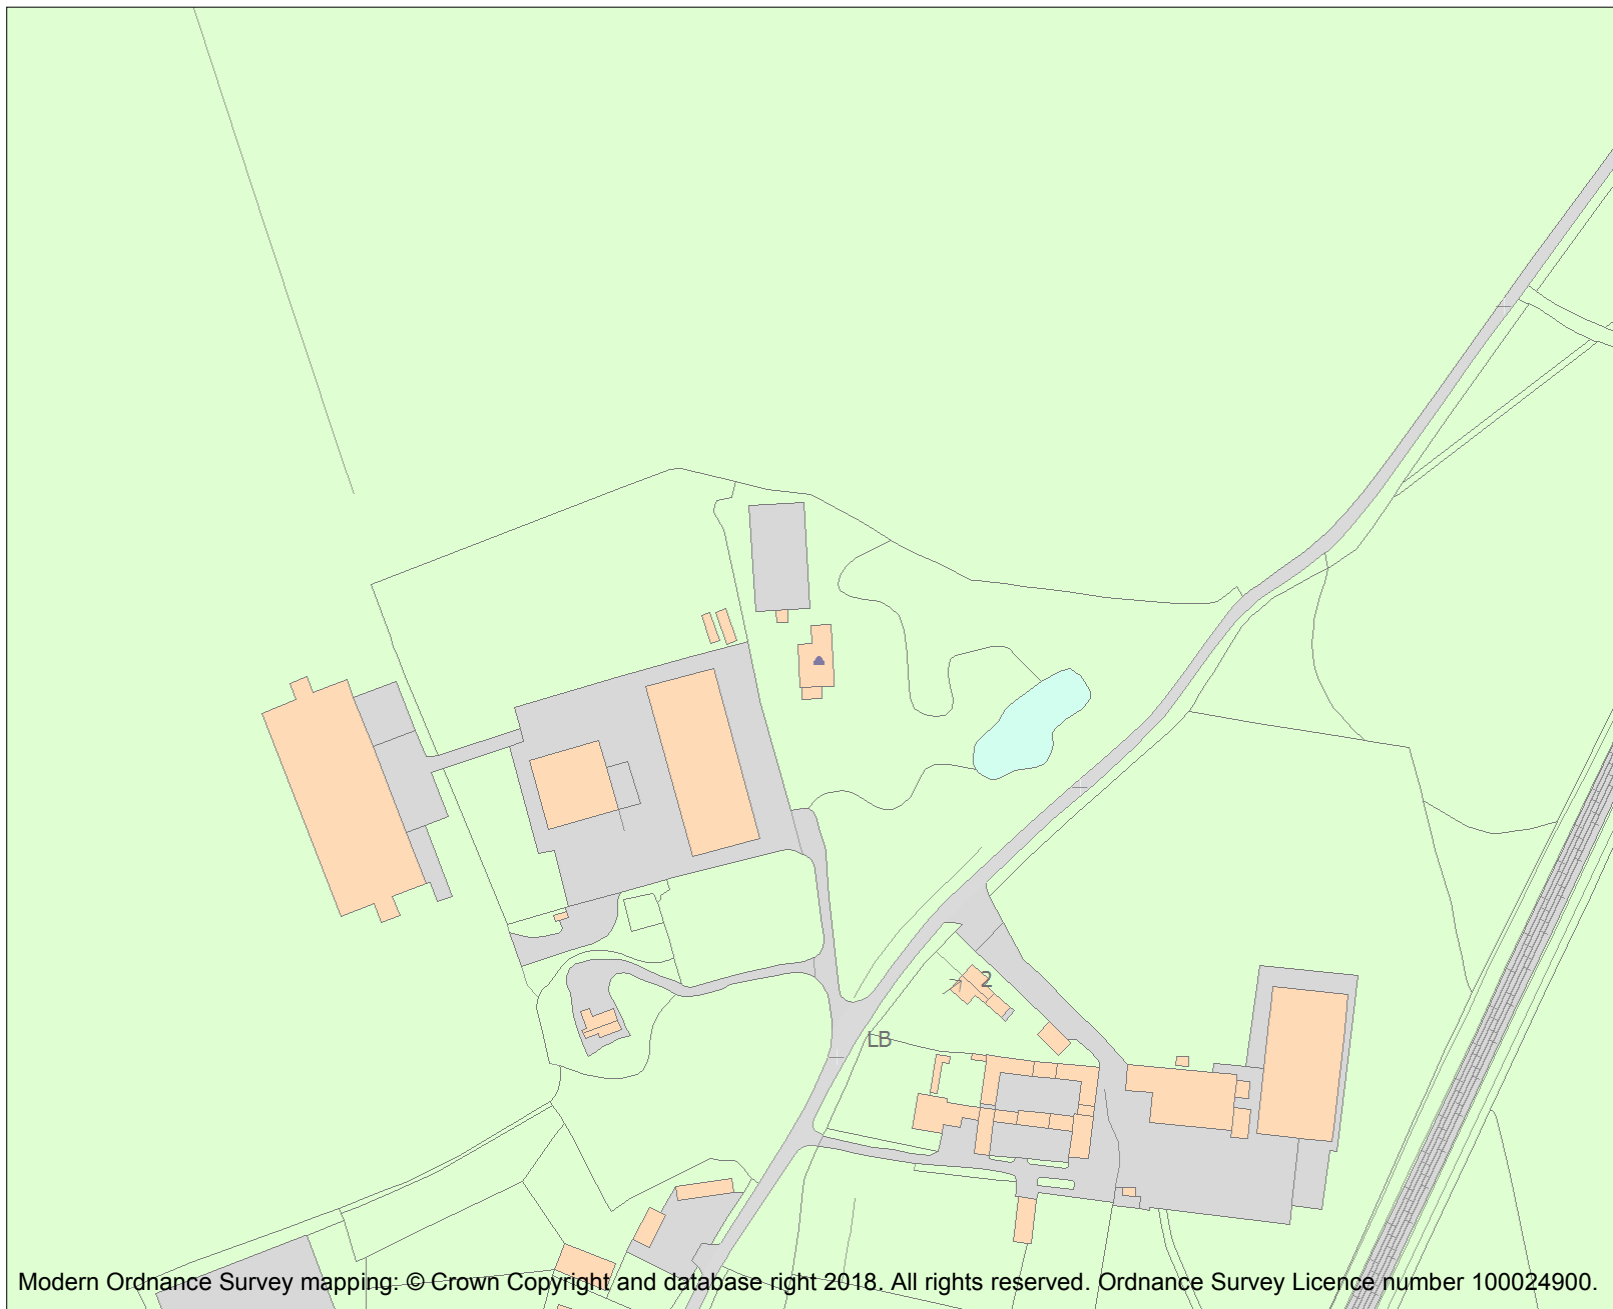 2
LB
Modern Ordnance Survey mapping: © Crown Copyright and database right 2018. All rights reserved. Ordnance Survey Licence number 100024900.